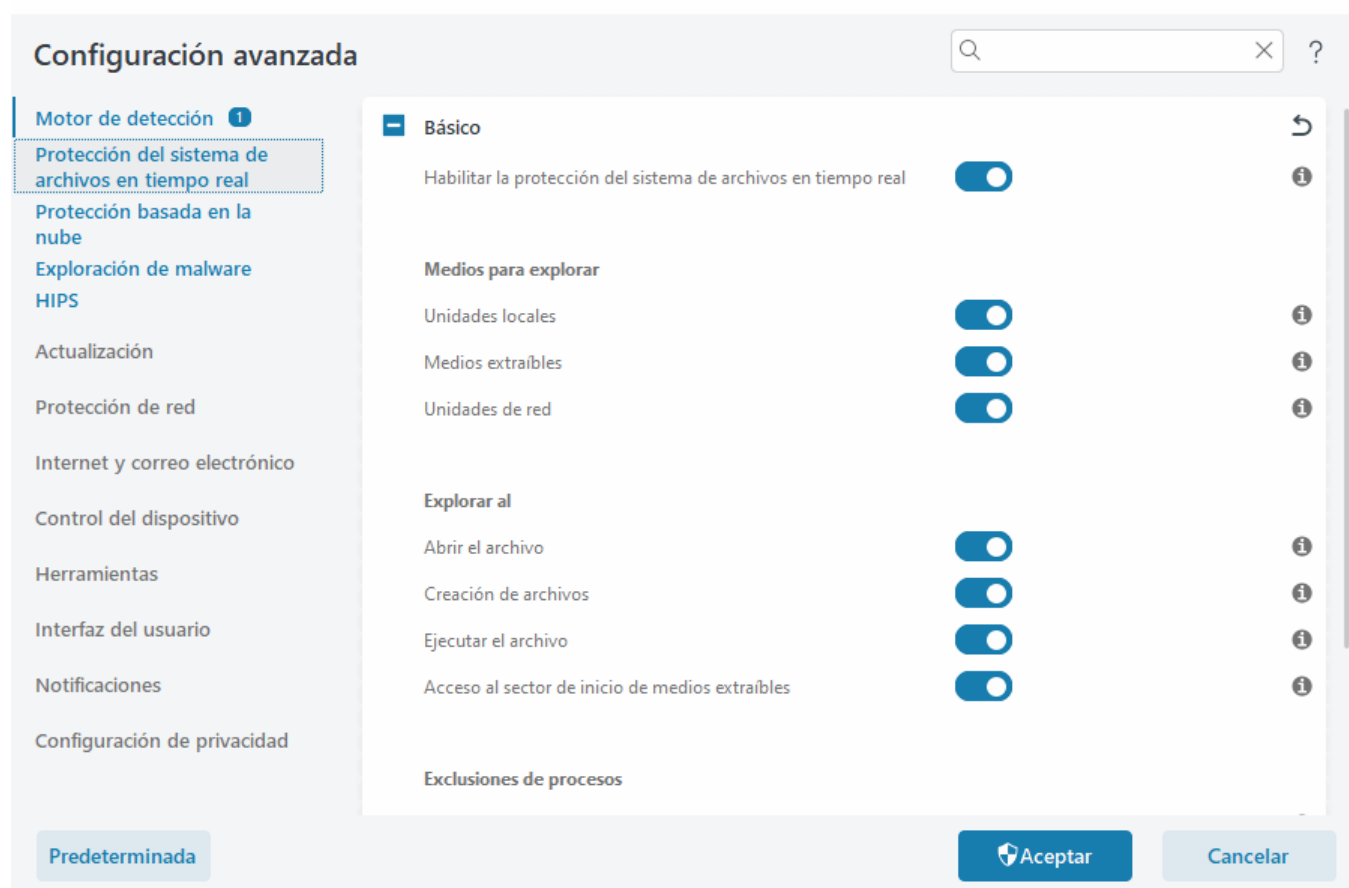 Configuración avanzada
?
Motor de detección 1
Protección del sistema de
archivos en tiempo real
Protección basada en la
nube
Exploración de malware
HIPS
Actualización
Protección de red
Internet y correo electrónico
Control del dispositivo
Herramientas
Interfaz del usuario
Notificaciones
Configuración de privacidad
Básico
Habilitar la protección del sistema de archivos en tiempo real
Medios para explorar
Unidades locales
Medios extraíbles
Unidades de red
Explorar al
Abrir el archivo
Creación de archivos
Ejecutar el archivo
Acceso al sector de inicio de medios extraíbles
Exclusiones de procesos
Predeterminada
Aceptar
Cancelar